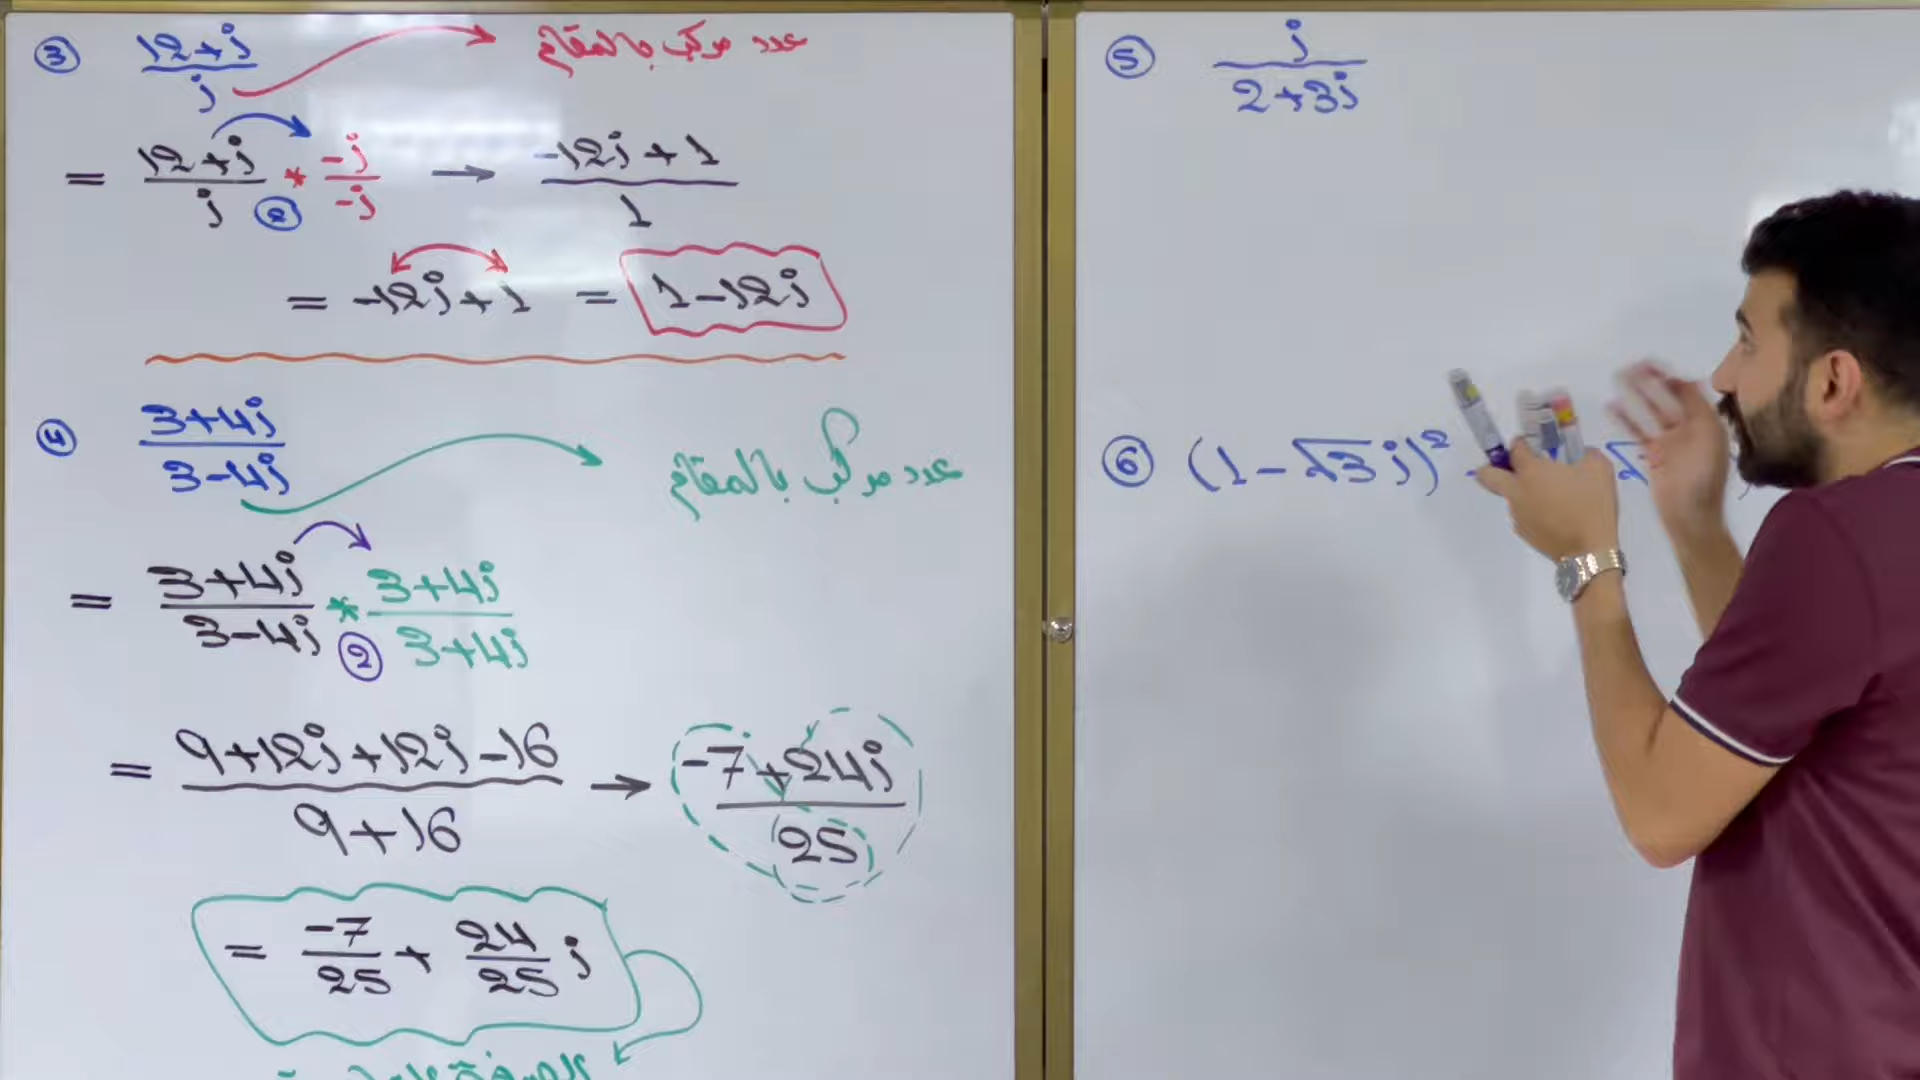 ③ (12+i)/i عدد مركب بالمقام
= (12+i)/i * (-i)/(-i) → (-12i+1)/1
②
= -12i+1 = 1-12i
④ (3+4i)/(3-4i) عدد مركب بالمقام
= (3+4i)/(3-4i) * (3+4i)/(3+4i)
②
= (9+12i+12i-16)/(9+16) → (-7+24i)/25
= -7/25 + 24/25 i
⑤ i/(2+3i)
⑥ (1-√3 i)²